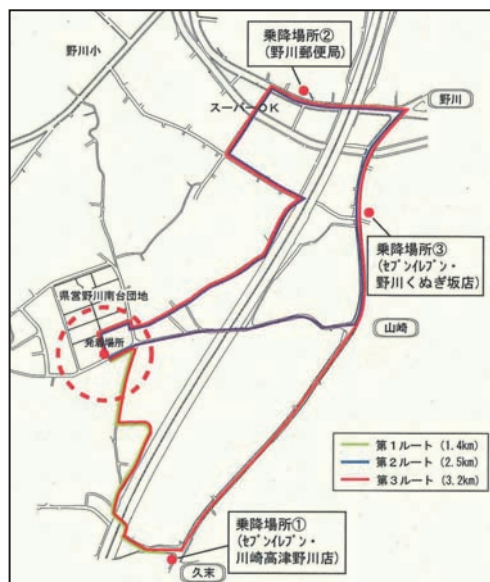 乗降場所②
(野川郵便局)
野川小
スーパーOK
野川
乗降場所③
(ｾﾌﾞﾝｲﾚﾌﾞﾝ・
野川くぬぎ坂店)
県営野川南台団地
発着場所
山崎
第1ルート(1.4km)
第2ルート(2.5km)
第3ルート(3.2km)
乗降場所①
(ｾﾌﾞﾝｲﾚﾌﾞﾝ・
川崎高津野川店)
久末